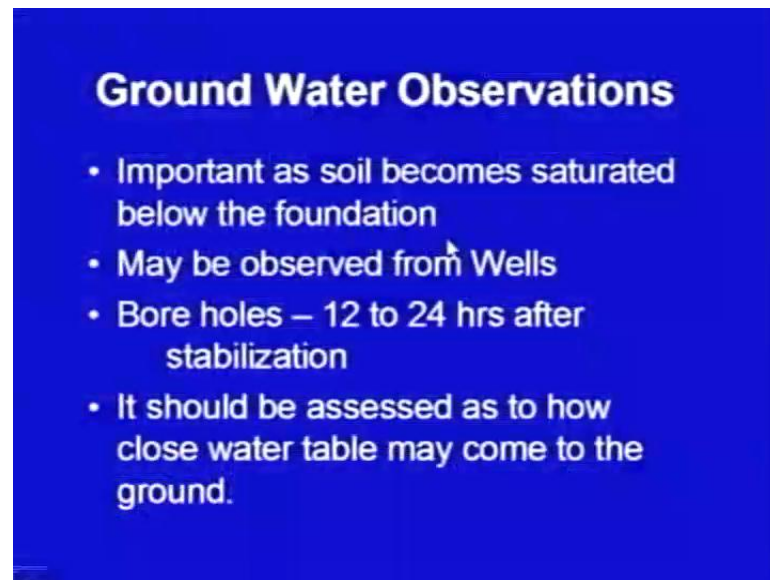 Ground Water Observations
• Important as soil becomes saturated
below the foundation
• May be observed from Wells
• Bore holes – 12 to 24 hrs after
stabilization
• It should be assessed as to how
close water table may come to the
ground.